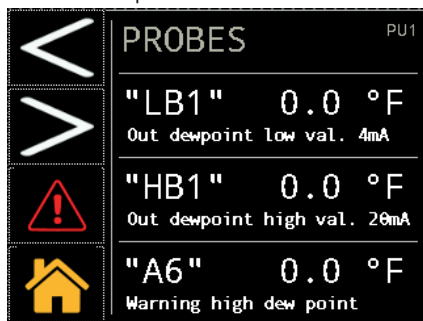 PROBES PU1
"LB1" 0.0 °F
Out dewpoint low val. 4mA
"HB1" 0.0 °F
Out dewpoint high val. 20mA
"A6" 0.0 °F
Warning high dew point